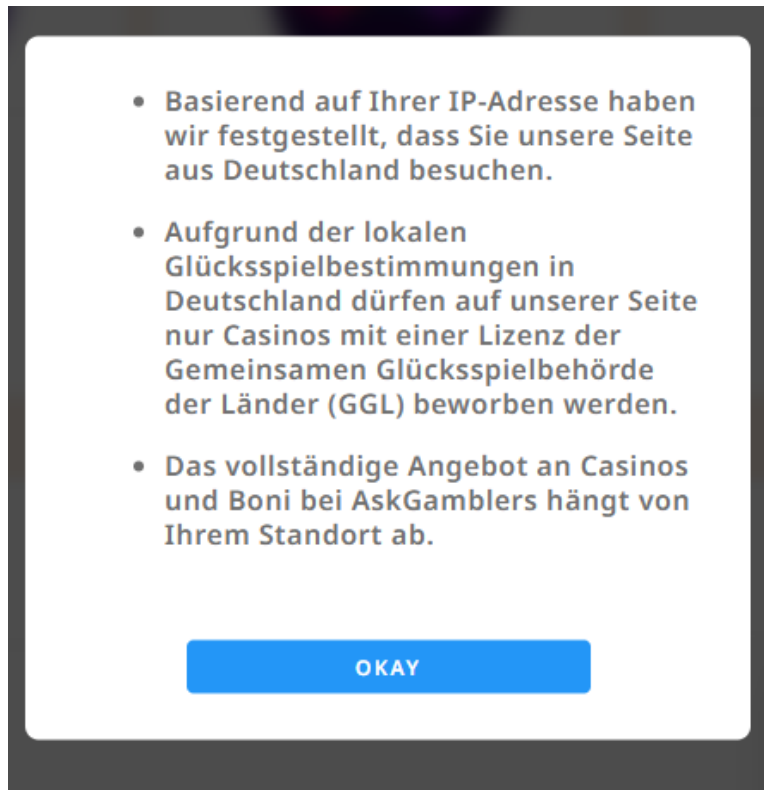 • Basierend auf Ihrer IP-Adresse haben
wir festgestellt, dass Sie unsere Seite
aus Deutschland besuchen.
• Aufgrund der lokalen
Glücksspielbestimmungen in
Deutschland dürfen auf unserer Seite
nur Casinos mit einer Lizenz der
Gemeinsamen Glücksspielbehörde
der Länder (GGL) beworben werden.
• Das vollständige Angebot an Casinos
und Boni bei AskGamblers hängt von
Ihrem Standort ab.
OKAY